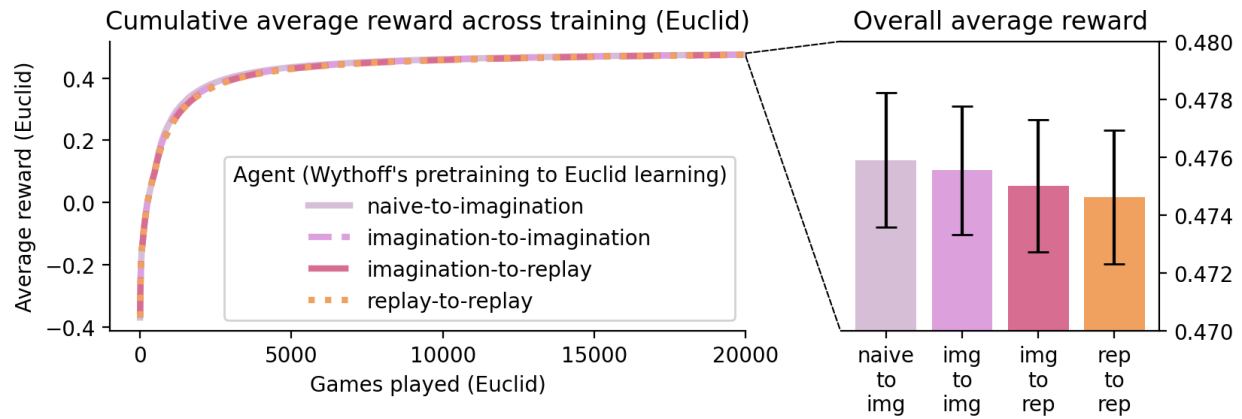 Cumulative average reward across training (Euclid)
Average reward (Euclid)
0.4
0.2
0.0
−0.2
−0.4
0
5000
10000
15000
20000
Games played (Euclid)
Agent (Wythoff's pretraining to Euclid learning)
naive-to-imagination
imagination-to-imagination
imagination-to-replay
replay-to-replay
Overall average reward
0.480
0.478
0.476
0.474
0.472
0.470
naive
to
img
img
to
img
img
to
rep
rep
to
rep